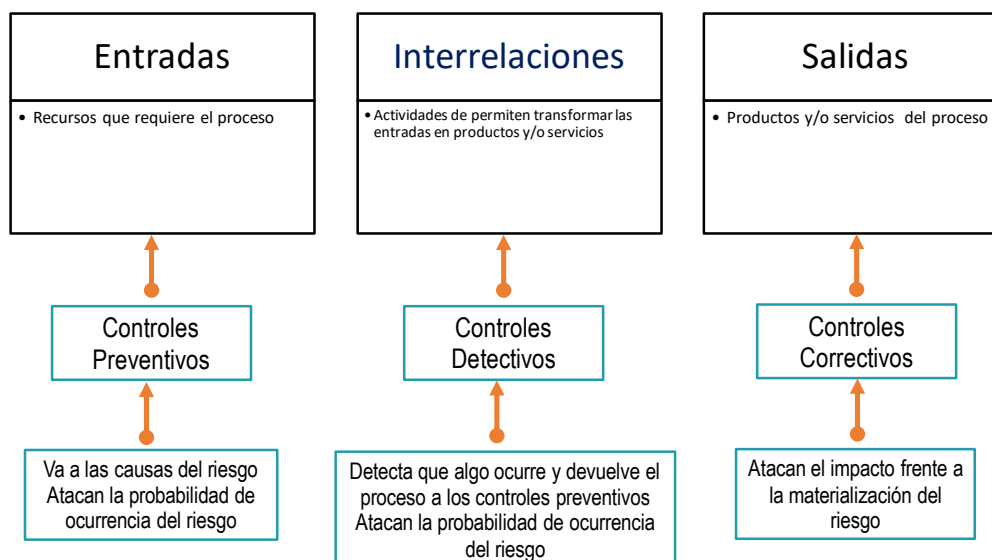 Entradas
• Recursos que requiere el proceso
Interrelaciones
• Actividades de permiten transformar las
entradas en productos y/o servicios
Salidas
• Productos y/o servicios del proceso
Controles
Preventivos
Controles
Detectivos
Controles
Correctivos
Va a las causas del riesgo
Atacan la probabilidad de
ocurrencia del riesgo
Detecta que algo ocurre y devuelve el
proceso a los controles preventivos
Atacan la probabilidad de ocurrencia
del riesgo
Atacan el impacto frente a
la materialización del
riesgo